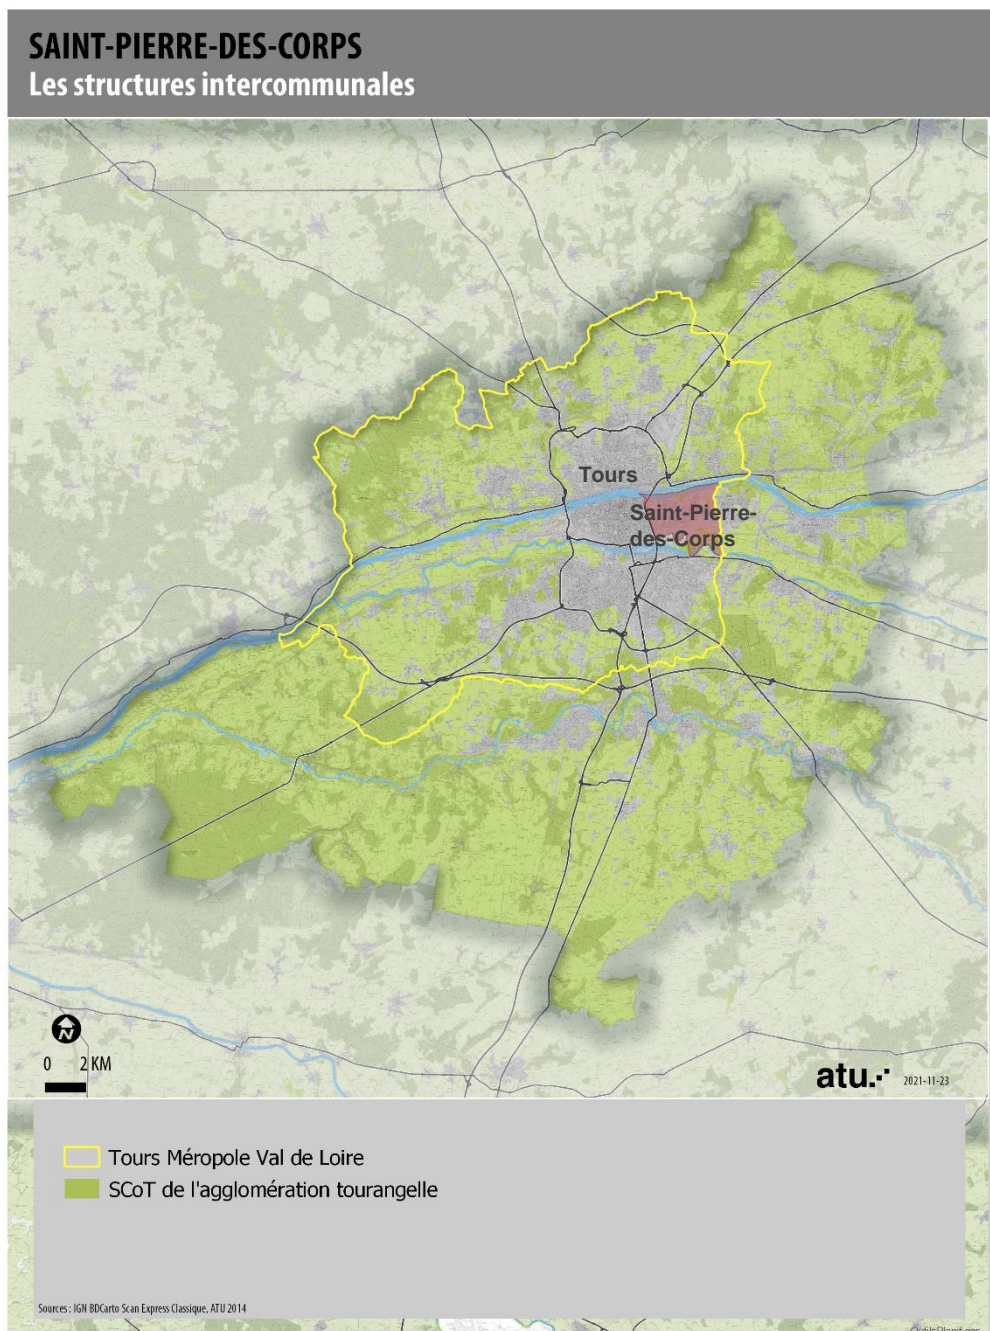 SAINT-PIERRE-DES-CORPS
Les structures intercommunales
Tours
Saint-Pierre-
des-Corps
N
0 2 KM
atu.
2021-11-23
Tours Méropole Val de Loire
SCoT de l'agglomération tourangelle
Sources : IGN BDCarto Scan Express Classique, ATU 2014